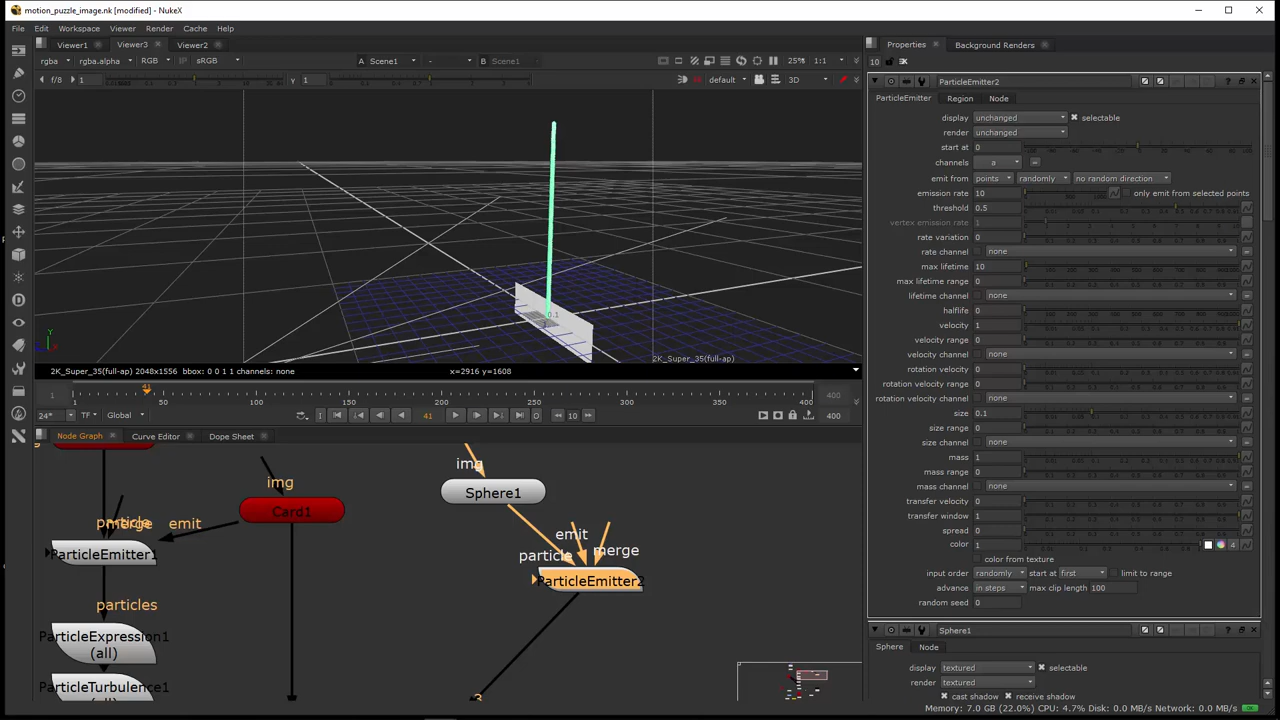 motion_puzzle_image.nk [modified] - NukeX
File Edit Workspace Viewer Render Cache Help
Viewer1 Viewer3 Viewer2
rgba rgba.alpha RGB sRGB A Scene1 - B Scene1 25% 1:1
f/8 1 Y 1 default 3D
0.1
Y
X
2K_Super_35(full-ap)
2K_Super_35(full-ap) 2048x1556 bbox: 0 0 1 1 channels: none x=2916 y=1608
1 41 1 50 100 150 200 250 300 350 400 400
24* TF Global 41 10 400
Node Graph Curve Editor Dope Sheet
img
Sphere1
img
Card1
particle merge emit
ParticleEmitter1
emit
particle merge
ParticleEmitter2
particles
ParticleExpression1
(all)
ParticleTurbulence1
(all)
3
Properties Background Renders
10
ParticleEmitter2
ParticleEmitter Region Node
display unchanged selectable
render unchanged
start at 0
channels a
emit from points randomly no random direction
emission rate 10 only emit from selected points
threshold 0.5
vertex emission rate 1
rate variation 0
rate channel none
max lifetime 10
max lifetime range 0
lifetime channel none
halflife 0
velocity 1
velocity range 0
velocity channel none
rotation velocity 0
rotation velocity range 0
rotation velocity channel none
size 0.1
size range 0
size channel none
mass 1
mass range 0
mass channel none
transfer velocity 0
transfer window 1
spread 0
color 1 4
color from texture
input order randomly start at first limit to range
advance in steps max clip length 100
random seed 0
Sphere1
Sphere Node
display textured selectable
render textured
cast shadow receive shadow
Memory: 7.0 GB (22.0%) CPU: 4.7% Disk: 0.0 MB/s Network: 0.0 MB/s